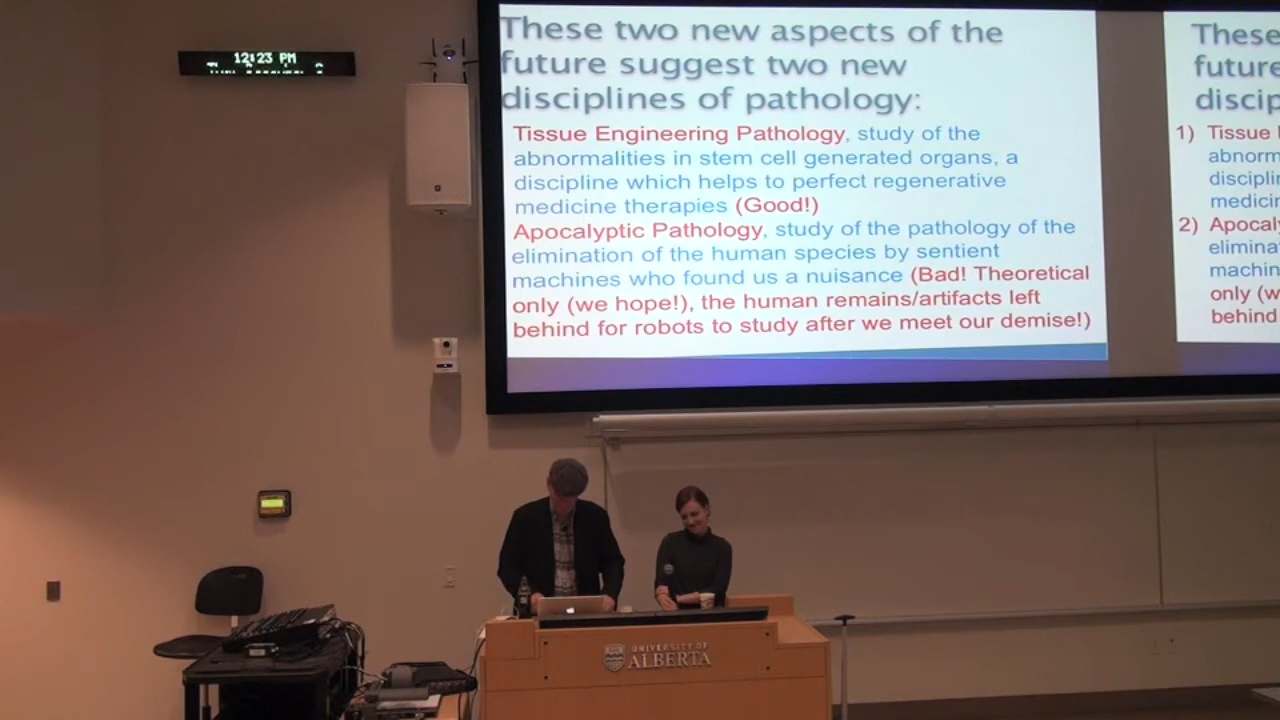 12:23 PM
These two new aspects of the
future suggest two new
disciplines of pathology:
Tissue Engineering Pathology, study of the
abnormalities in stem cell generated organs, a
discipline which helps to perfect regenerative
medicine therapies (Good!)
Apocalyptic Pathology, study of the pathology of the
elimination of the human species by sentient
machines who found us a nuisance (Bad! Theoretical
only (we hope!), the human remains/artifacts left
behind for robots to study after we meet our demise!)
These
future
discip
1) Tissue
abnorm
disciplin
medicin
2) Apocaly
elimina
machin
only (w
behind
UNIVERSITY OF
ALBERTA